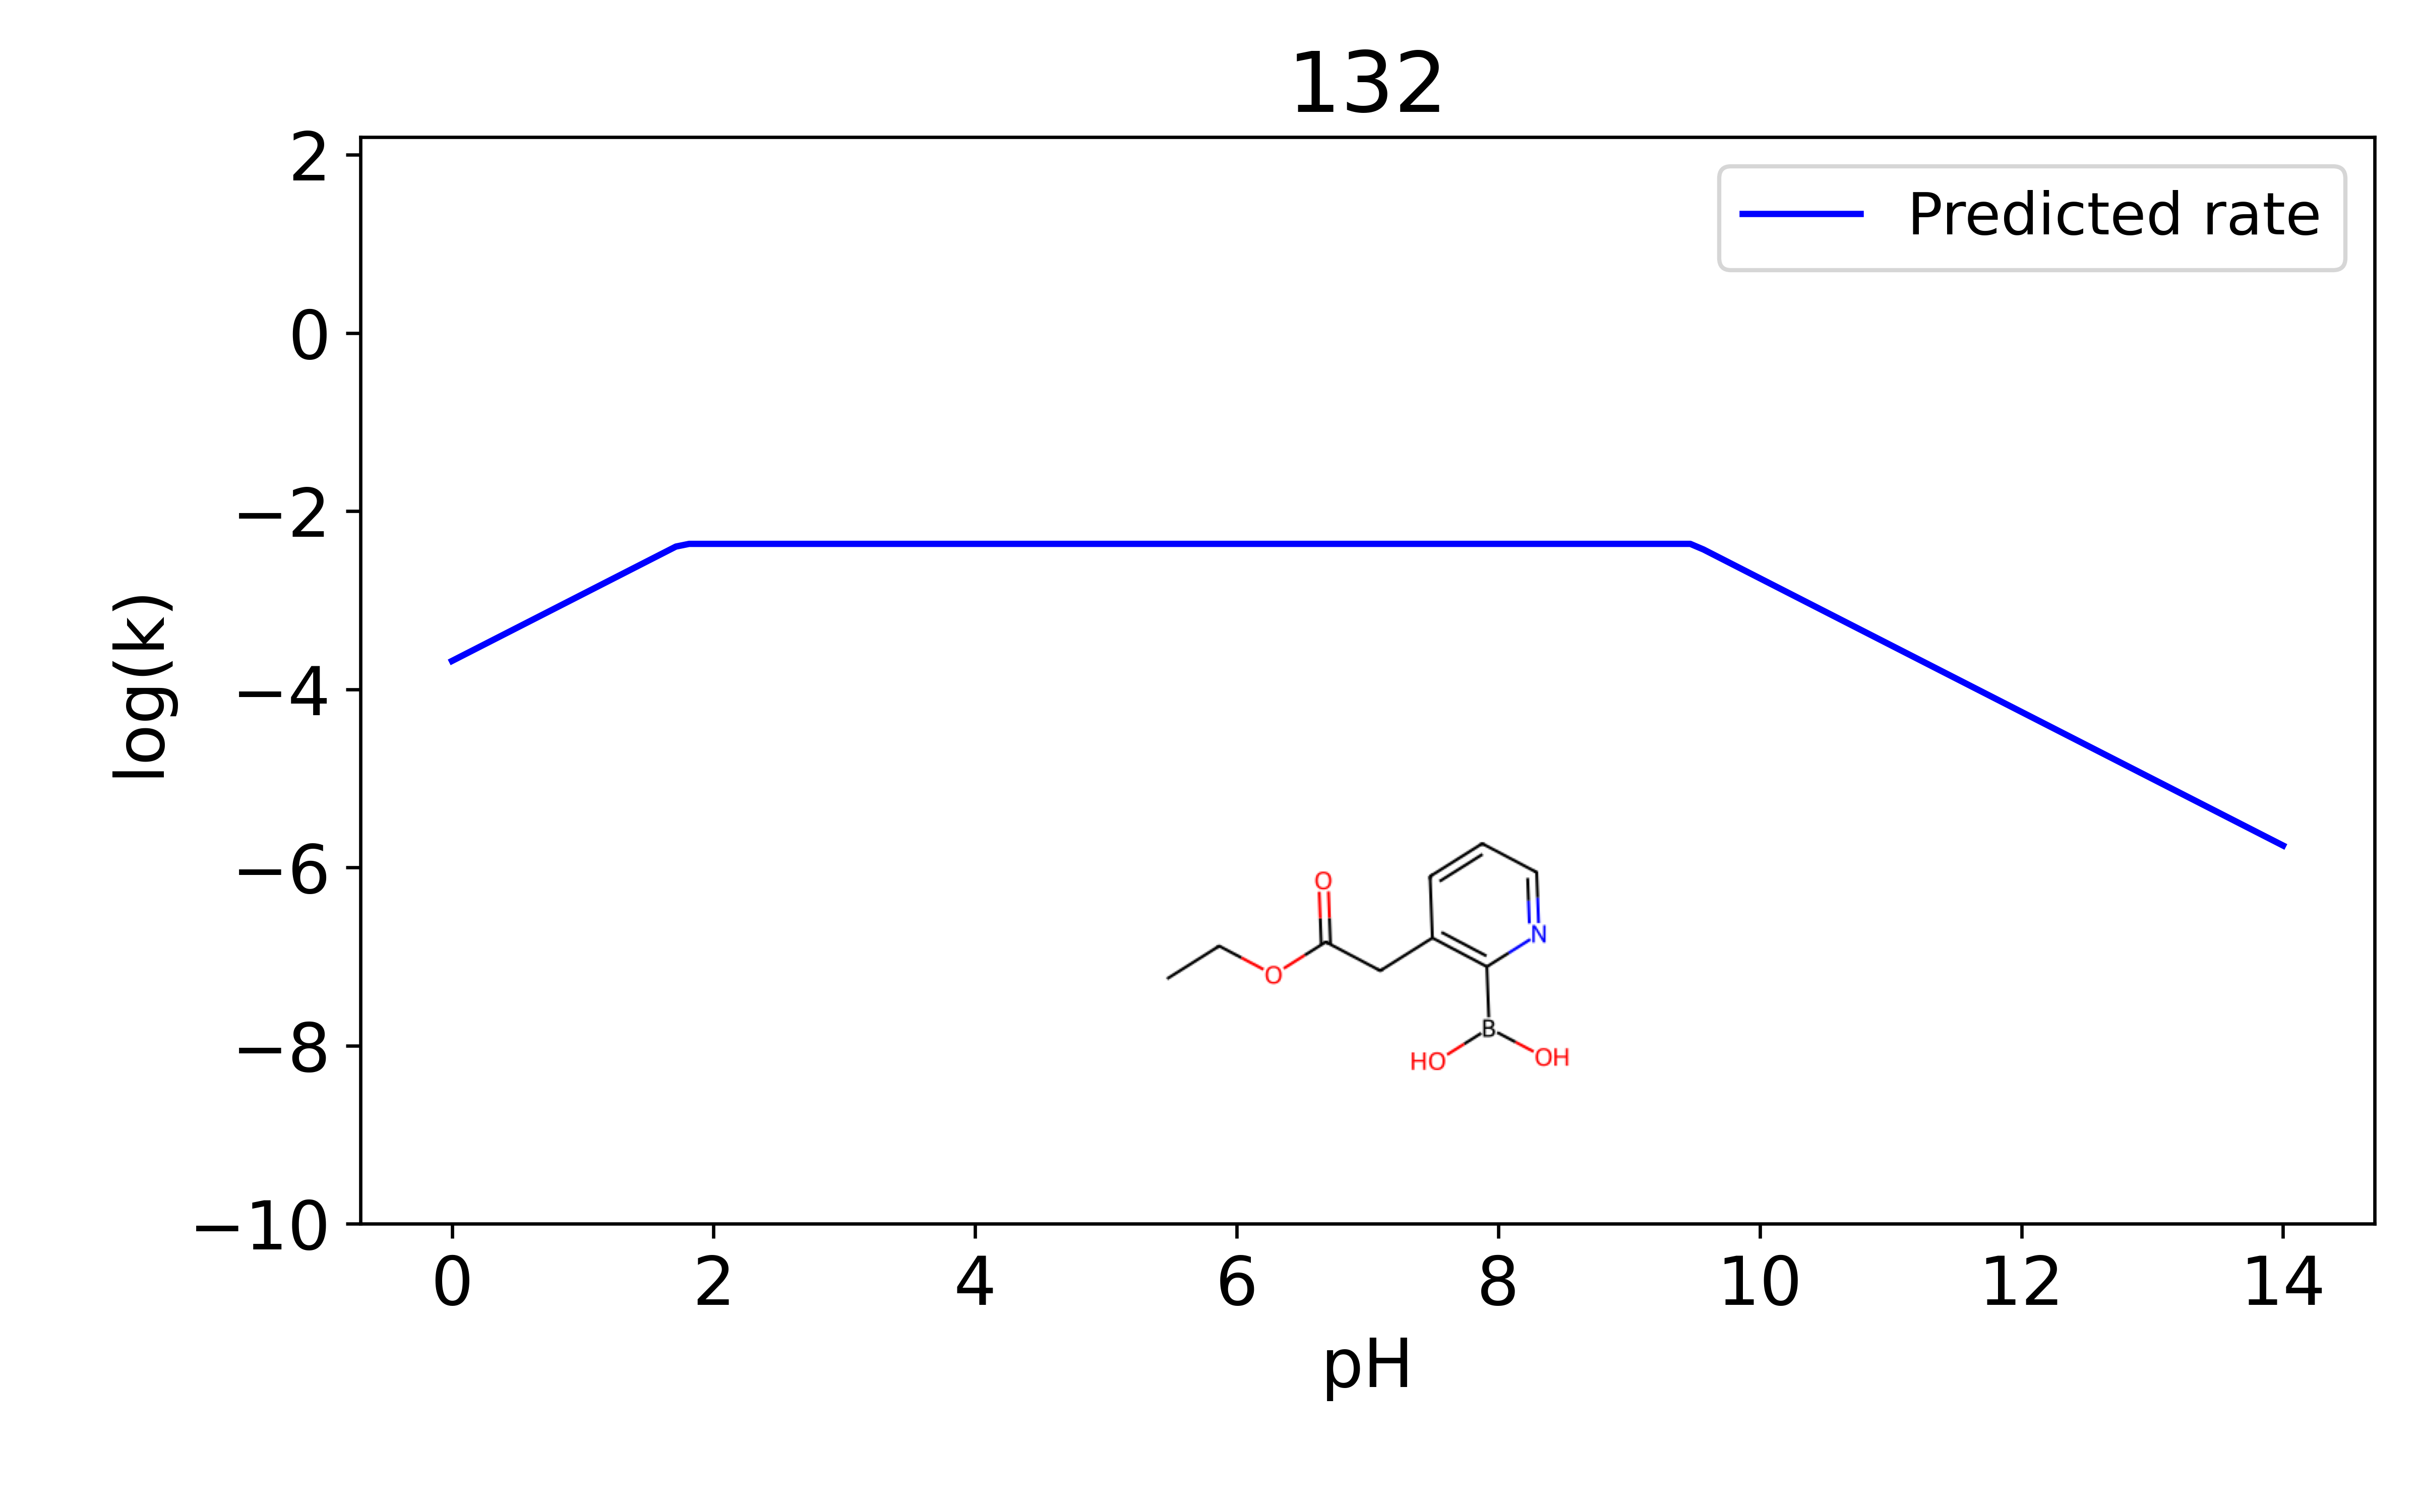 132
Predicted rate
log(k)
2
0
−2
−4
−6
−8
−10
O
O
N
B
HO
OH
0 2 4 6 8 10 12 14
pH